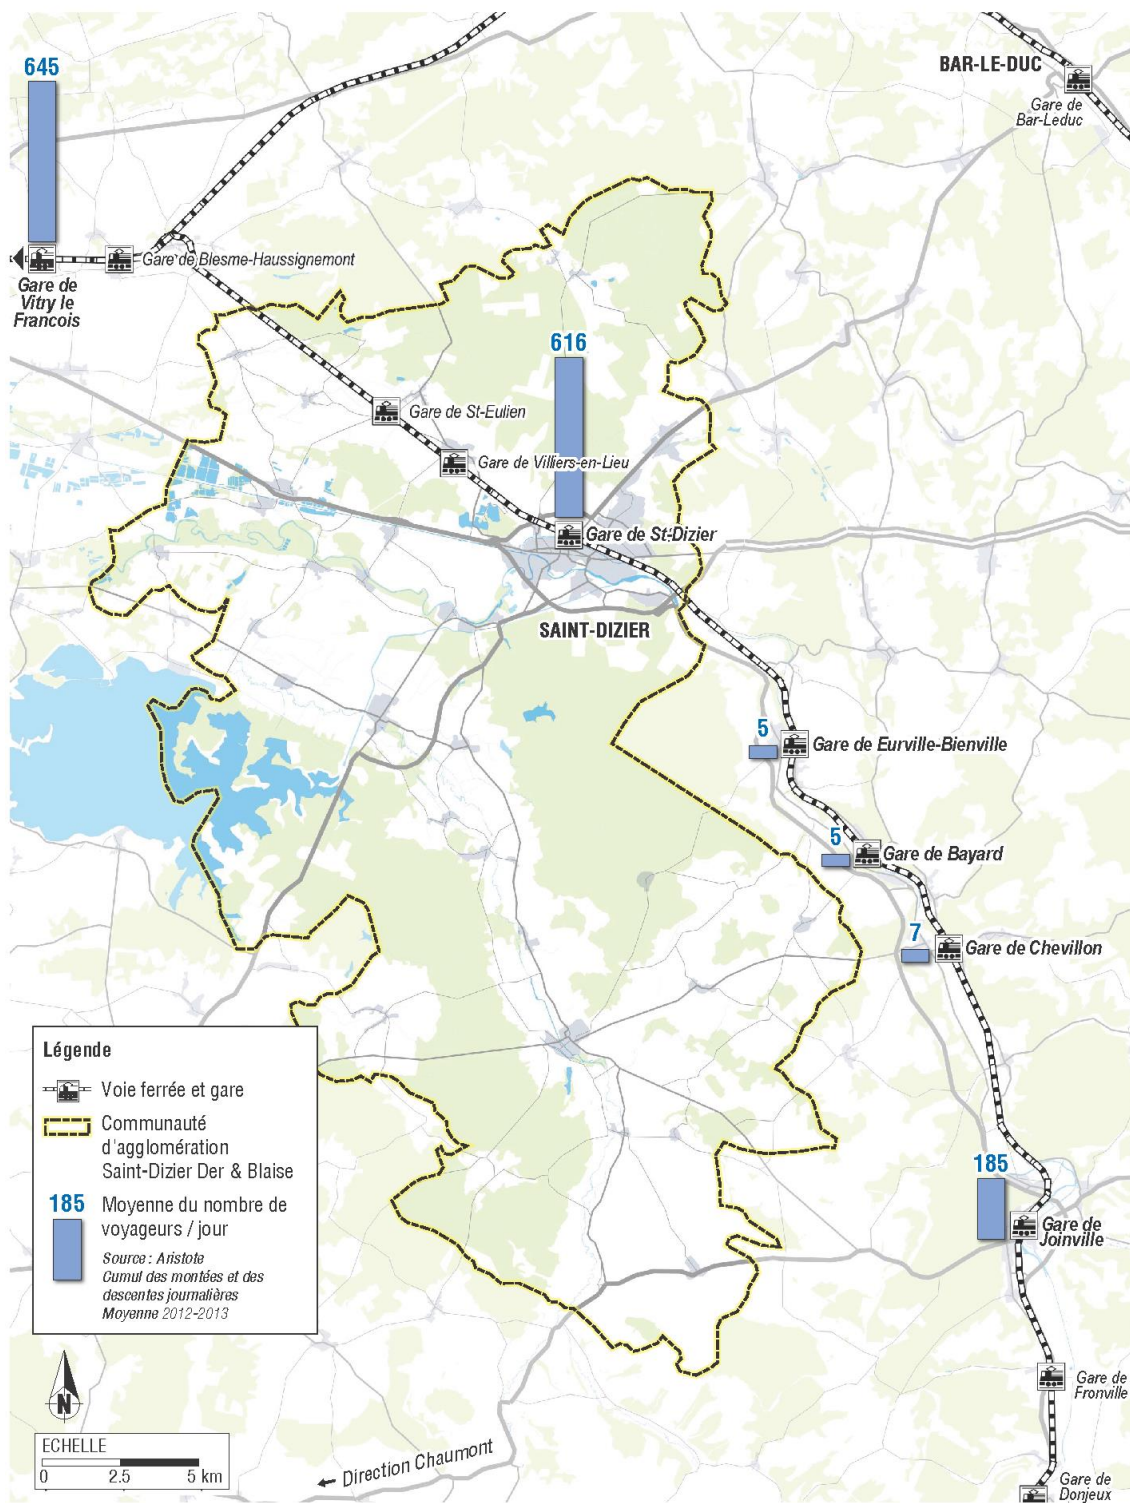 645
BAR-LE-DUC
Gare de
Bar-Leduc
Gare de Blesme-Haussignemont
Gare de
Vitry le
Francois
616
Gare de St-Eulien
Gare de Villiers-en-Lieu
Gare de St-Dizier
SAINT-DIZIER
5
Gare de Eurville-Bienville
5
Gare de Bayard
7
Gare de Chevillon
185
Gare de
Joinville
Gare de
Fronville
Gare de
Donjeux
Légende
Voie ferrée et gare
Communauté
d'agglomération
Saint-Dizier Der & Blaise
185
Moyenne du nombre de
voyageurs / jour
Source : Aristote
Cumul des montées et des
descentes journalières
Moyenne 2012-2013
N
ECHELLE
0 2.5 5 km
Direction Chaumont